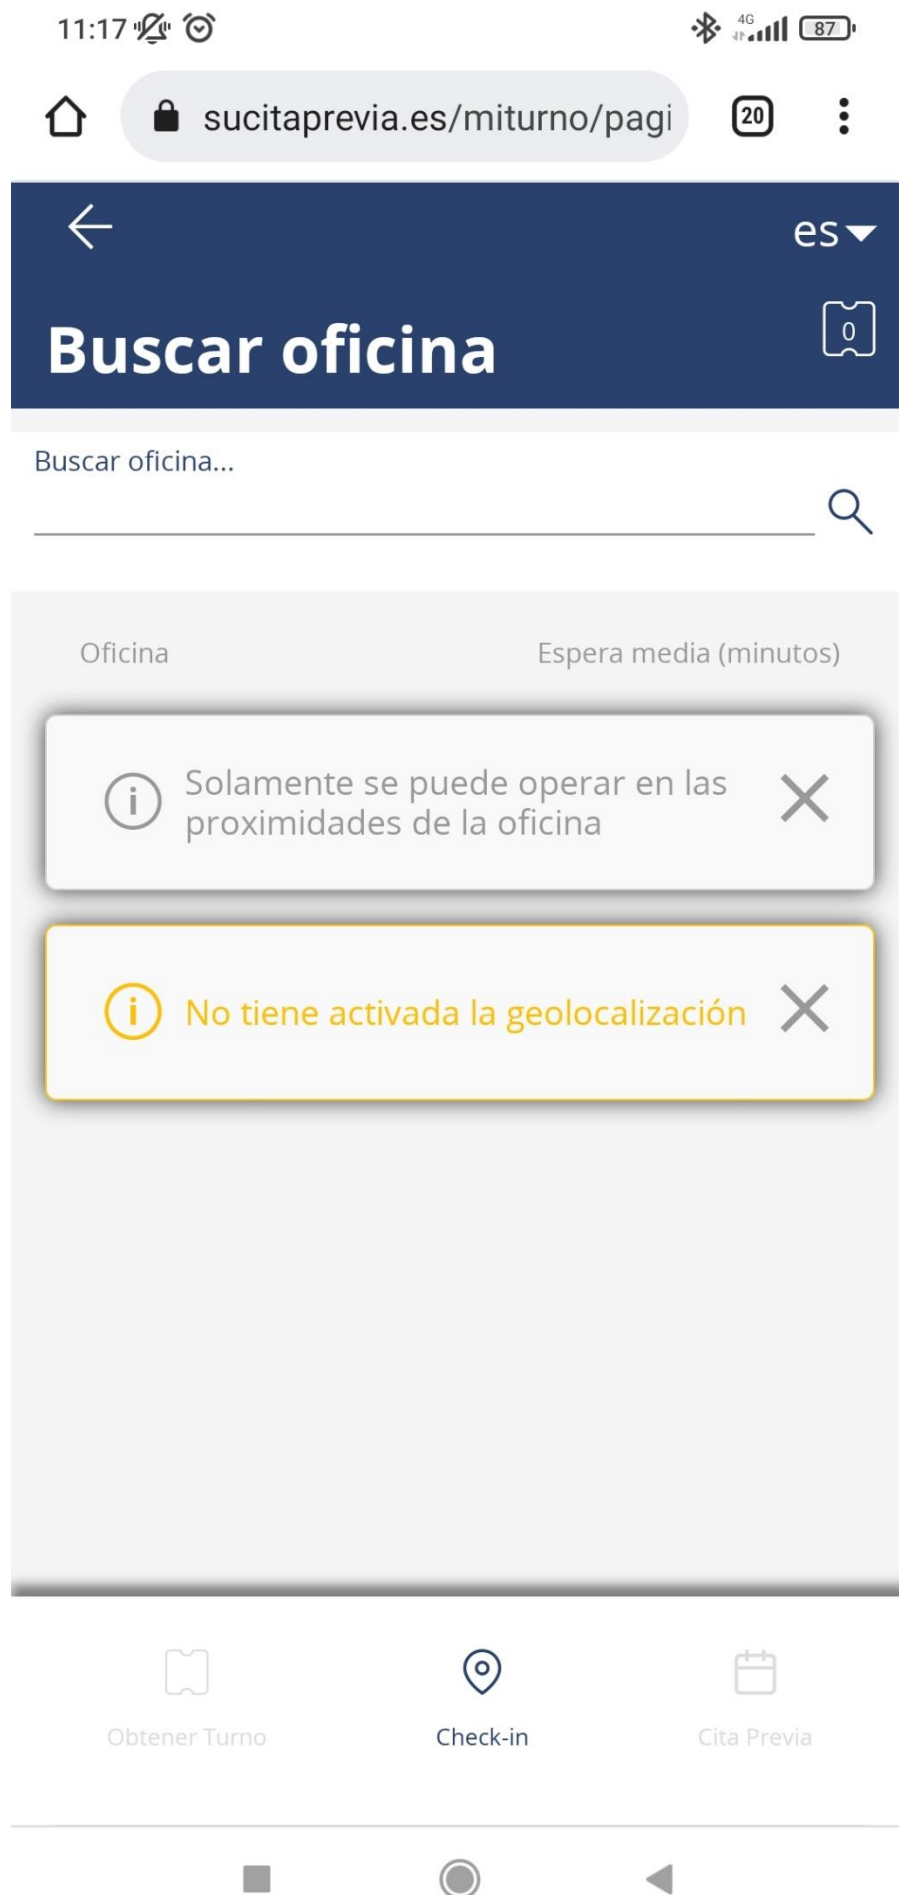 11:17
4G
87
sucitaprevia.es/miturno/pagi
20
es
Buscar oficina
0
Buscar oficina...
Oficina
Espera media (minutos)
Solamente se puede operar en las
proximidades de la oficina
No tiene activada la geolocalización
Obtener Turno
Check-in
Cita Previa